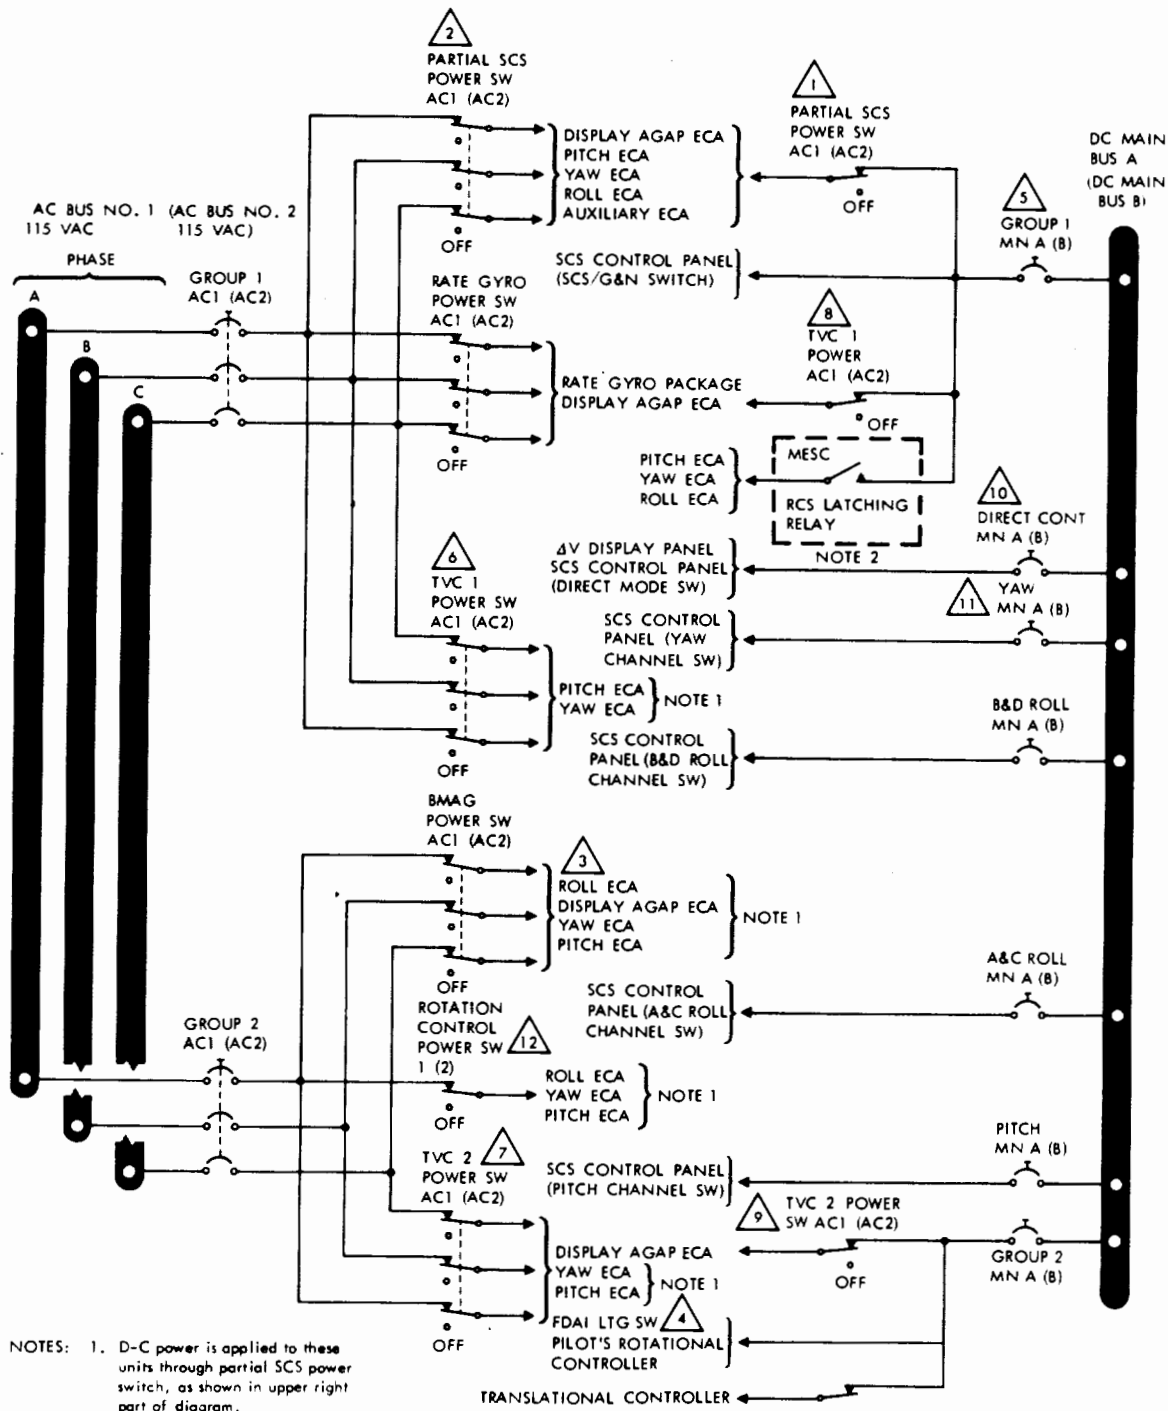 2
PARTIAL SCS
POWER SW
AC1 (AC2)
DISPLAY AGAP ECA
PITCH ECA
YAW ECA
ROLL ECA
AUXILIARY ECA
OFF
1
PARTIAL SCS
POWER SW
AC1 (AC2)
OFF
DC MAIN
BUS A
(DC MAIN
BUS B)
5
GROUP 1
MN A (B)
AC BUS NO. 1 (AC BUS NO. 2
115 VAC 115 VAC)
PHASE
A
B
C
GROUP 1
AC1 (AC2)
SCS CONTROL PANEL
(SCS/G&N SWITCH)
RATE GYRO
POWER SW
AC1 (AC2)
OFF
RATE GYRO PACKAGE
DISPLAY AGAP ECA
8
TVC 1
POWER
AC1 (AC2)
OFF
PITCH ECA
YAW ECA
ROLL ECA
MESC
RCS LATCHING
RELAY
NOTE 2
10
DIRECT CONT
MN A (B)
ΔV DISPLAY PANEL
SCS CONTROL PANEL
(DIRECT MODE SW)
11
YAW
MN A (B)
SCS CONTROL
PANEL (YAW
CHANNEL SW)
6
TVC 1
POWER SW
AC1 (AC2)
OFF
PITCH ECA
YAW ECA
NOTE 1
B&D ROLL
MN A (B)
SCS CONTROL
PANEL (B&D ROLL
CHANNEL SW)
BMAG
POWER SW
AC1 (AC2)
OFF
3
ROLL ECA
DISPLAY AGAP ECA
YAW ECA
PITCH ECA
NOTE 1
A&C ROLL
MN A (B)
SCS CONTROL
PANEL (A&C ROLL
CHANNEL SW)
GROUP 2
AC1 (AC2)
ROTATION
CONTROL
POWER SW
1 (2)
12
OFF
ROLL ECA
YAW ECA
PITCH ECA
NOTE 1
PITCH
MN A (B)
SCS CONTROL PANEL
(PITCH CHANNEL SW)
TVC 2
POWER SW
AC1 (AC2)
7
OFF
9
TVC 2 POWER
SW AC1 (AC2)
OFF
GROUP 2
MN A (B)
DISPLAY AGAP ECA
YAW ECA
PITCH ECA
NOTE 1
FDAI LTG SW
4
PILOT'S ROTATIONAL
CONTROLLER
TRANSLATIONAL CONTROLLER
NOTES: 1. D-C power is applied to these
units through partial SCS power
switch, as shown in upper right
part of diagram.